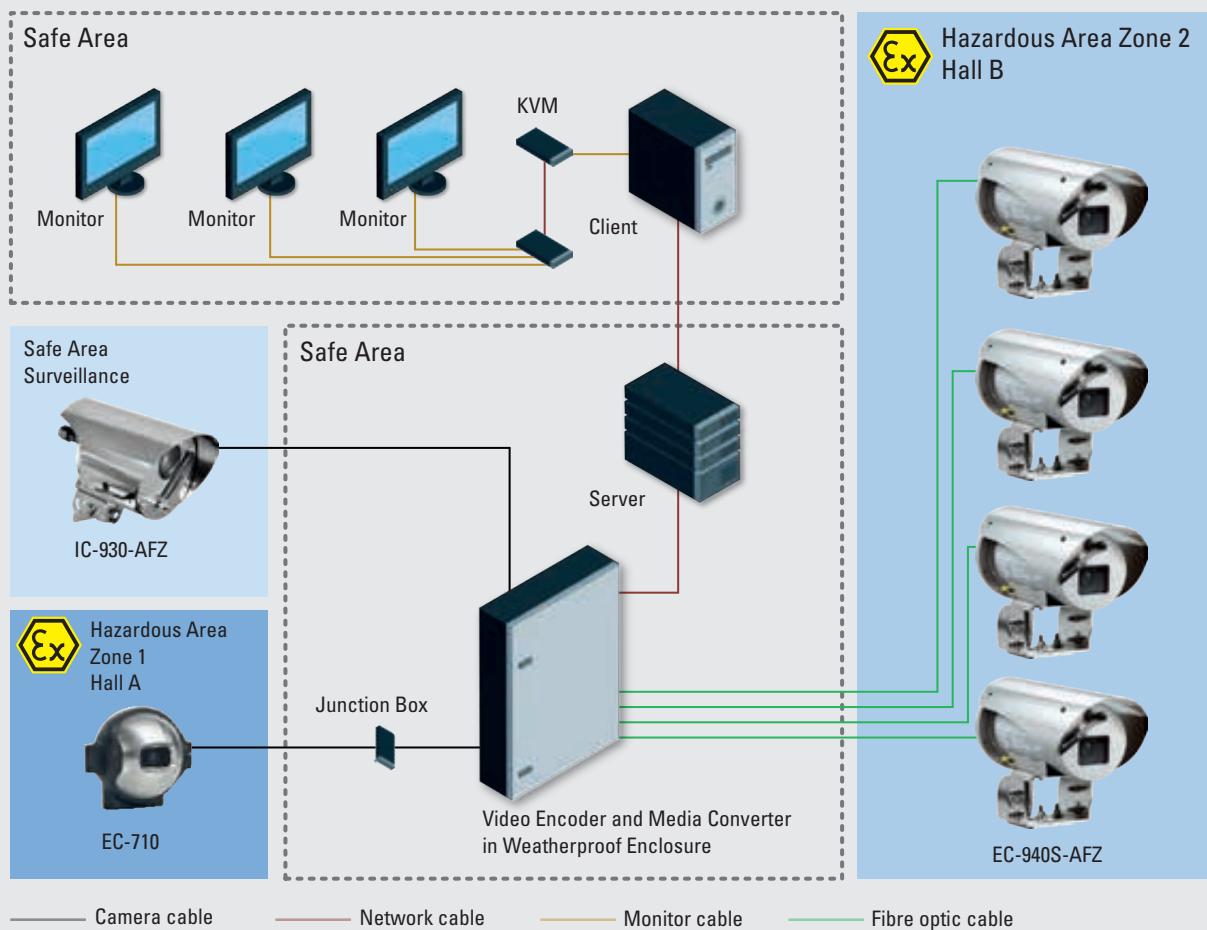 Safe Area
KVM
Monitor
Monitor
Monitor
Client
Ex
Hazardous Area Zone 2
Hall B
Safe Area
Surveillance
IC-930-AFZ
Safe Area
Server
Ex
Hazardous Area
Zone 1
Hall A
EC-710
Junction Box
Video Encoder and Media Converter
in Weatherproof Enclosure
EC-940S-AFZ
Camera cable
Network cable
Monitor cable
Fibre optic cable